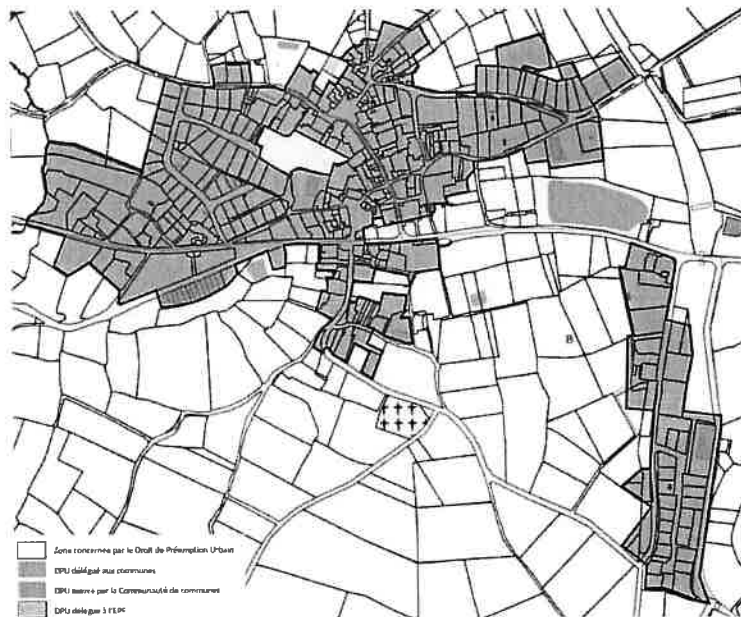 B
Zone concernée par le Droit de Préemption Urbain
DPU délégué aux communes
DPU exercé par la Communauté de communes
DPU délégué à l'EPF